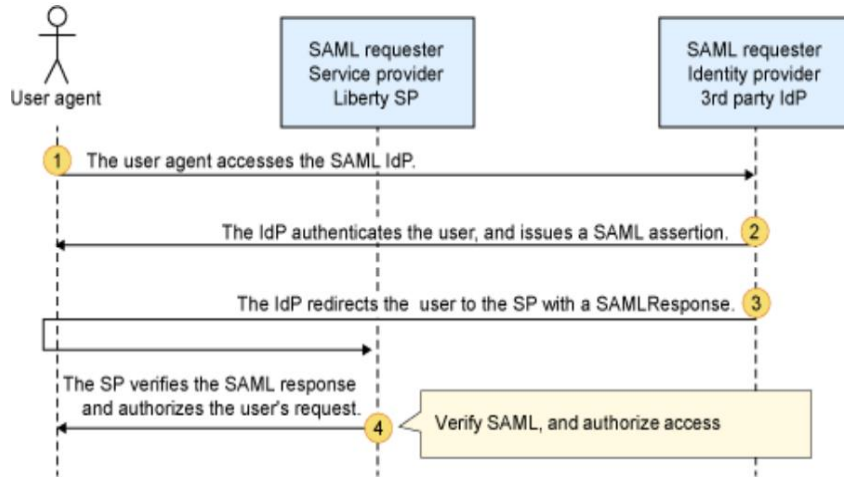 SAML requester
Service provider
Liberty SP
SAML requester
Identity provider
3rd party IdP
User agent
1 The user agent accesses the SAML IdP.
The IdP authenticates the user, and issues a SAML assertion. 2
The IdP redirects the user to the SP with a SAMLResponse. 3
The SP verifies the SAML response
and authorizes the user's request. 4
Verify SAML, and authorize access